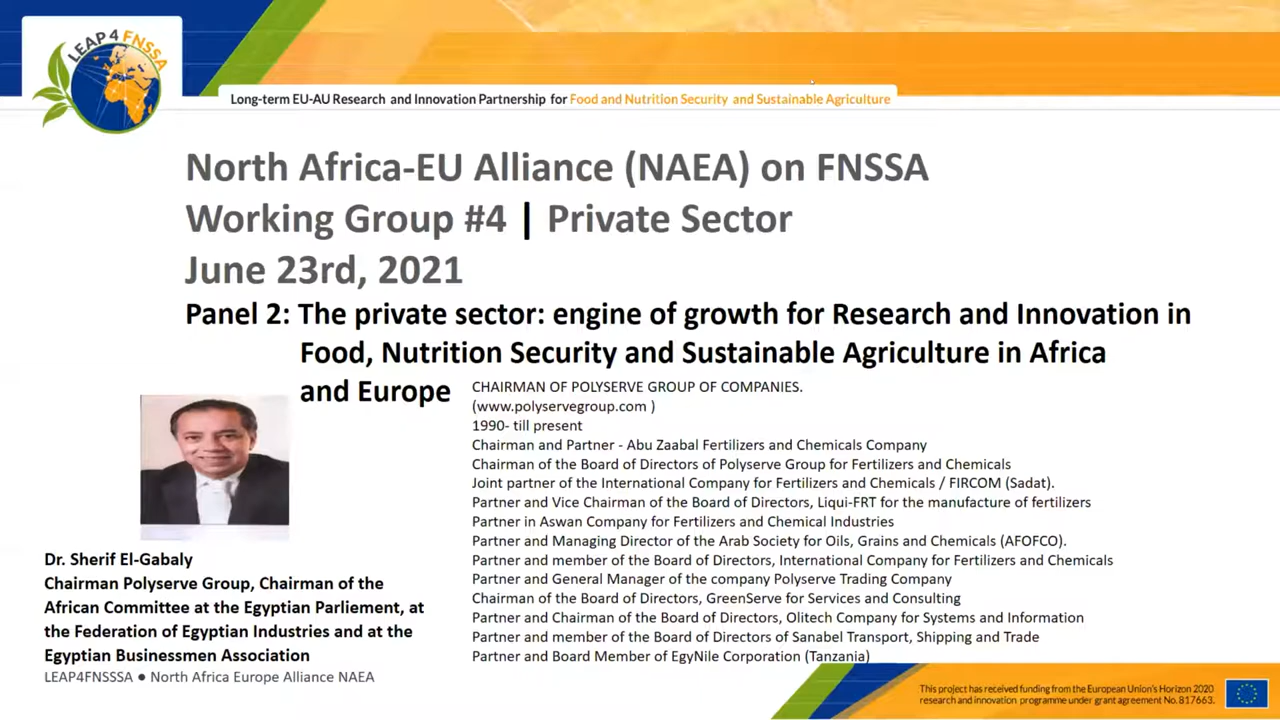 LEAP 4 FNSSA
Long-term EU-AU Research and Innovation Partnership for Food and Nutrition Security and Sustainable Agriculture
North Africa-EU Alliance (NAEA) on FNSSA
Working Group #4 | Private Sector
June 23rd, 2021
Panel 2: The private sector: engine of growth for Research and Innovation in
Food, Nutrition Security and Sustainable Agriculture in Africa
and Europe
CHAIRMAN OF POLYSERVE GROUP OF COMPANIES.
(www.polyservegroup.com )
1990- till present
Chairman and Partner - Abu Zaabal Fertilizers and Chemicals Company
Chairman of the Board of Directors of Polyserve Group for Fertilizers and Chemicals
Joint partner of the International Company for Fertilizers and Chemicals / FIRCOM (Sadat).
Partner and Vice Chairman of the Board of Directors, Liqui-FRT for the manufacture of fertilizers
Partner in Aswan Company for Fertilizers and Chemical Industries
Partner and Managing Director of the Arab Society for Oils, Grains and Chemicals (AFOFCO).
Partner and member of the Board of Directors, International Company for Fertilizers and Chemicals
Partner and General Manager of the company Polyserve Trading Company
Chairman of the Board of Directors, GreenServe for Services and Consulting
Partner and Chairman of the Board of Directors, Olitech Company for Systems and Information
Partner and member of the Board of Directors of Sanabel Transport, Shipping and Trade
Partner and Board Member of EgyNile Corporation (Tanzania)
Dr. Sherif El-Gabaly
Chairman Polyserve Group, Chairman of the
African Committee at the Egyptian Parliement, at
the Federation of Egyptian Industries and at the
Egyptian Businessmen Association
LEAP4FNSSSA ● North Africa Europe Alliance NAEA
This project has received funding from the European Union's Horizon 2020
research and innovation programme under grant agreement No. 817663.